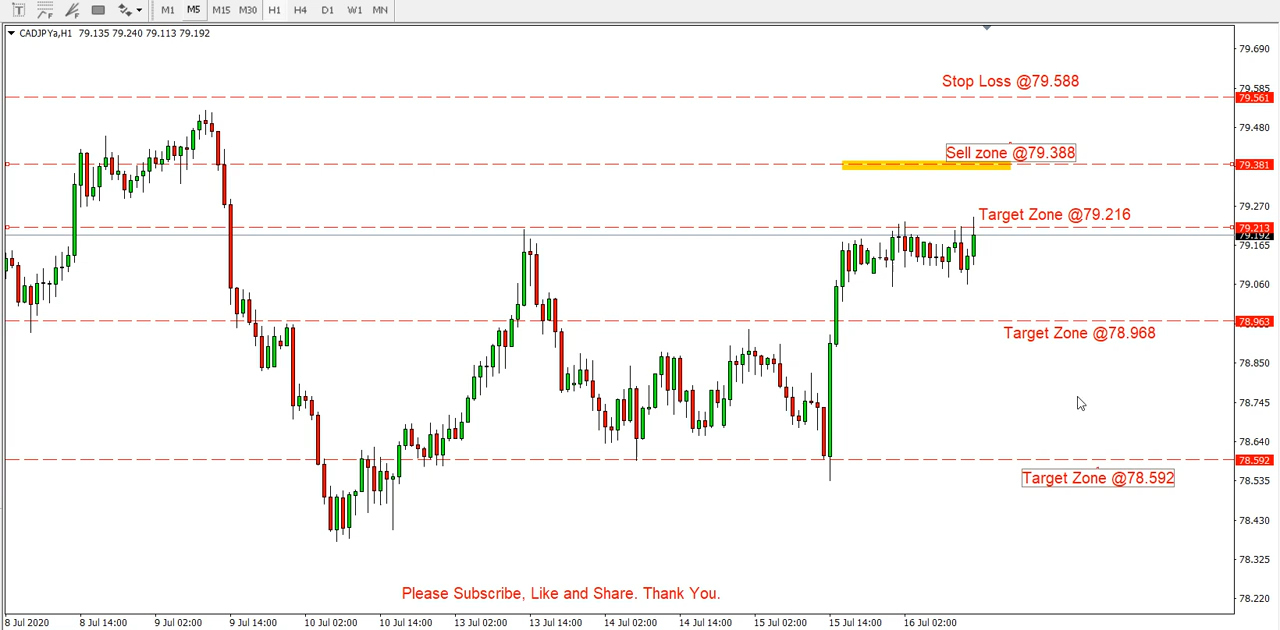 T F F M1 M5 M15 M30 H1 H4 D1 W1 MN
CADJPYa,H1 79.135 79.240 79.113 79.192
79.690
Stop Loss @79.588
79.585
79.561
79.480
Sell zone @79.388
79.381
79.270
Target Zone @79.216
79.213
79.192
79.165
79.060
78.963
Target Zone @78.968
78.850
78.745
78.640
78.592
Target Zone @78.592
78.535
78.430
78.325
Please Subscribe, Like and Share. Thank You.
78.220
8 Jul 2020 8 Jul 14:00 9 Jul 02:00 9 Jul 14:00 10 Jul 02:00 10 Jul 14:00 13 Jul 02:00 13 Jul 14:00 14 Jul 02:00 14 Jul 14:00 15 Jul 02:00 15 Jul 14:00 16 Jul 02:00